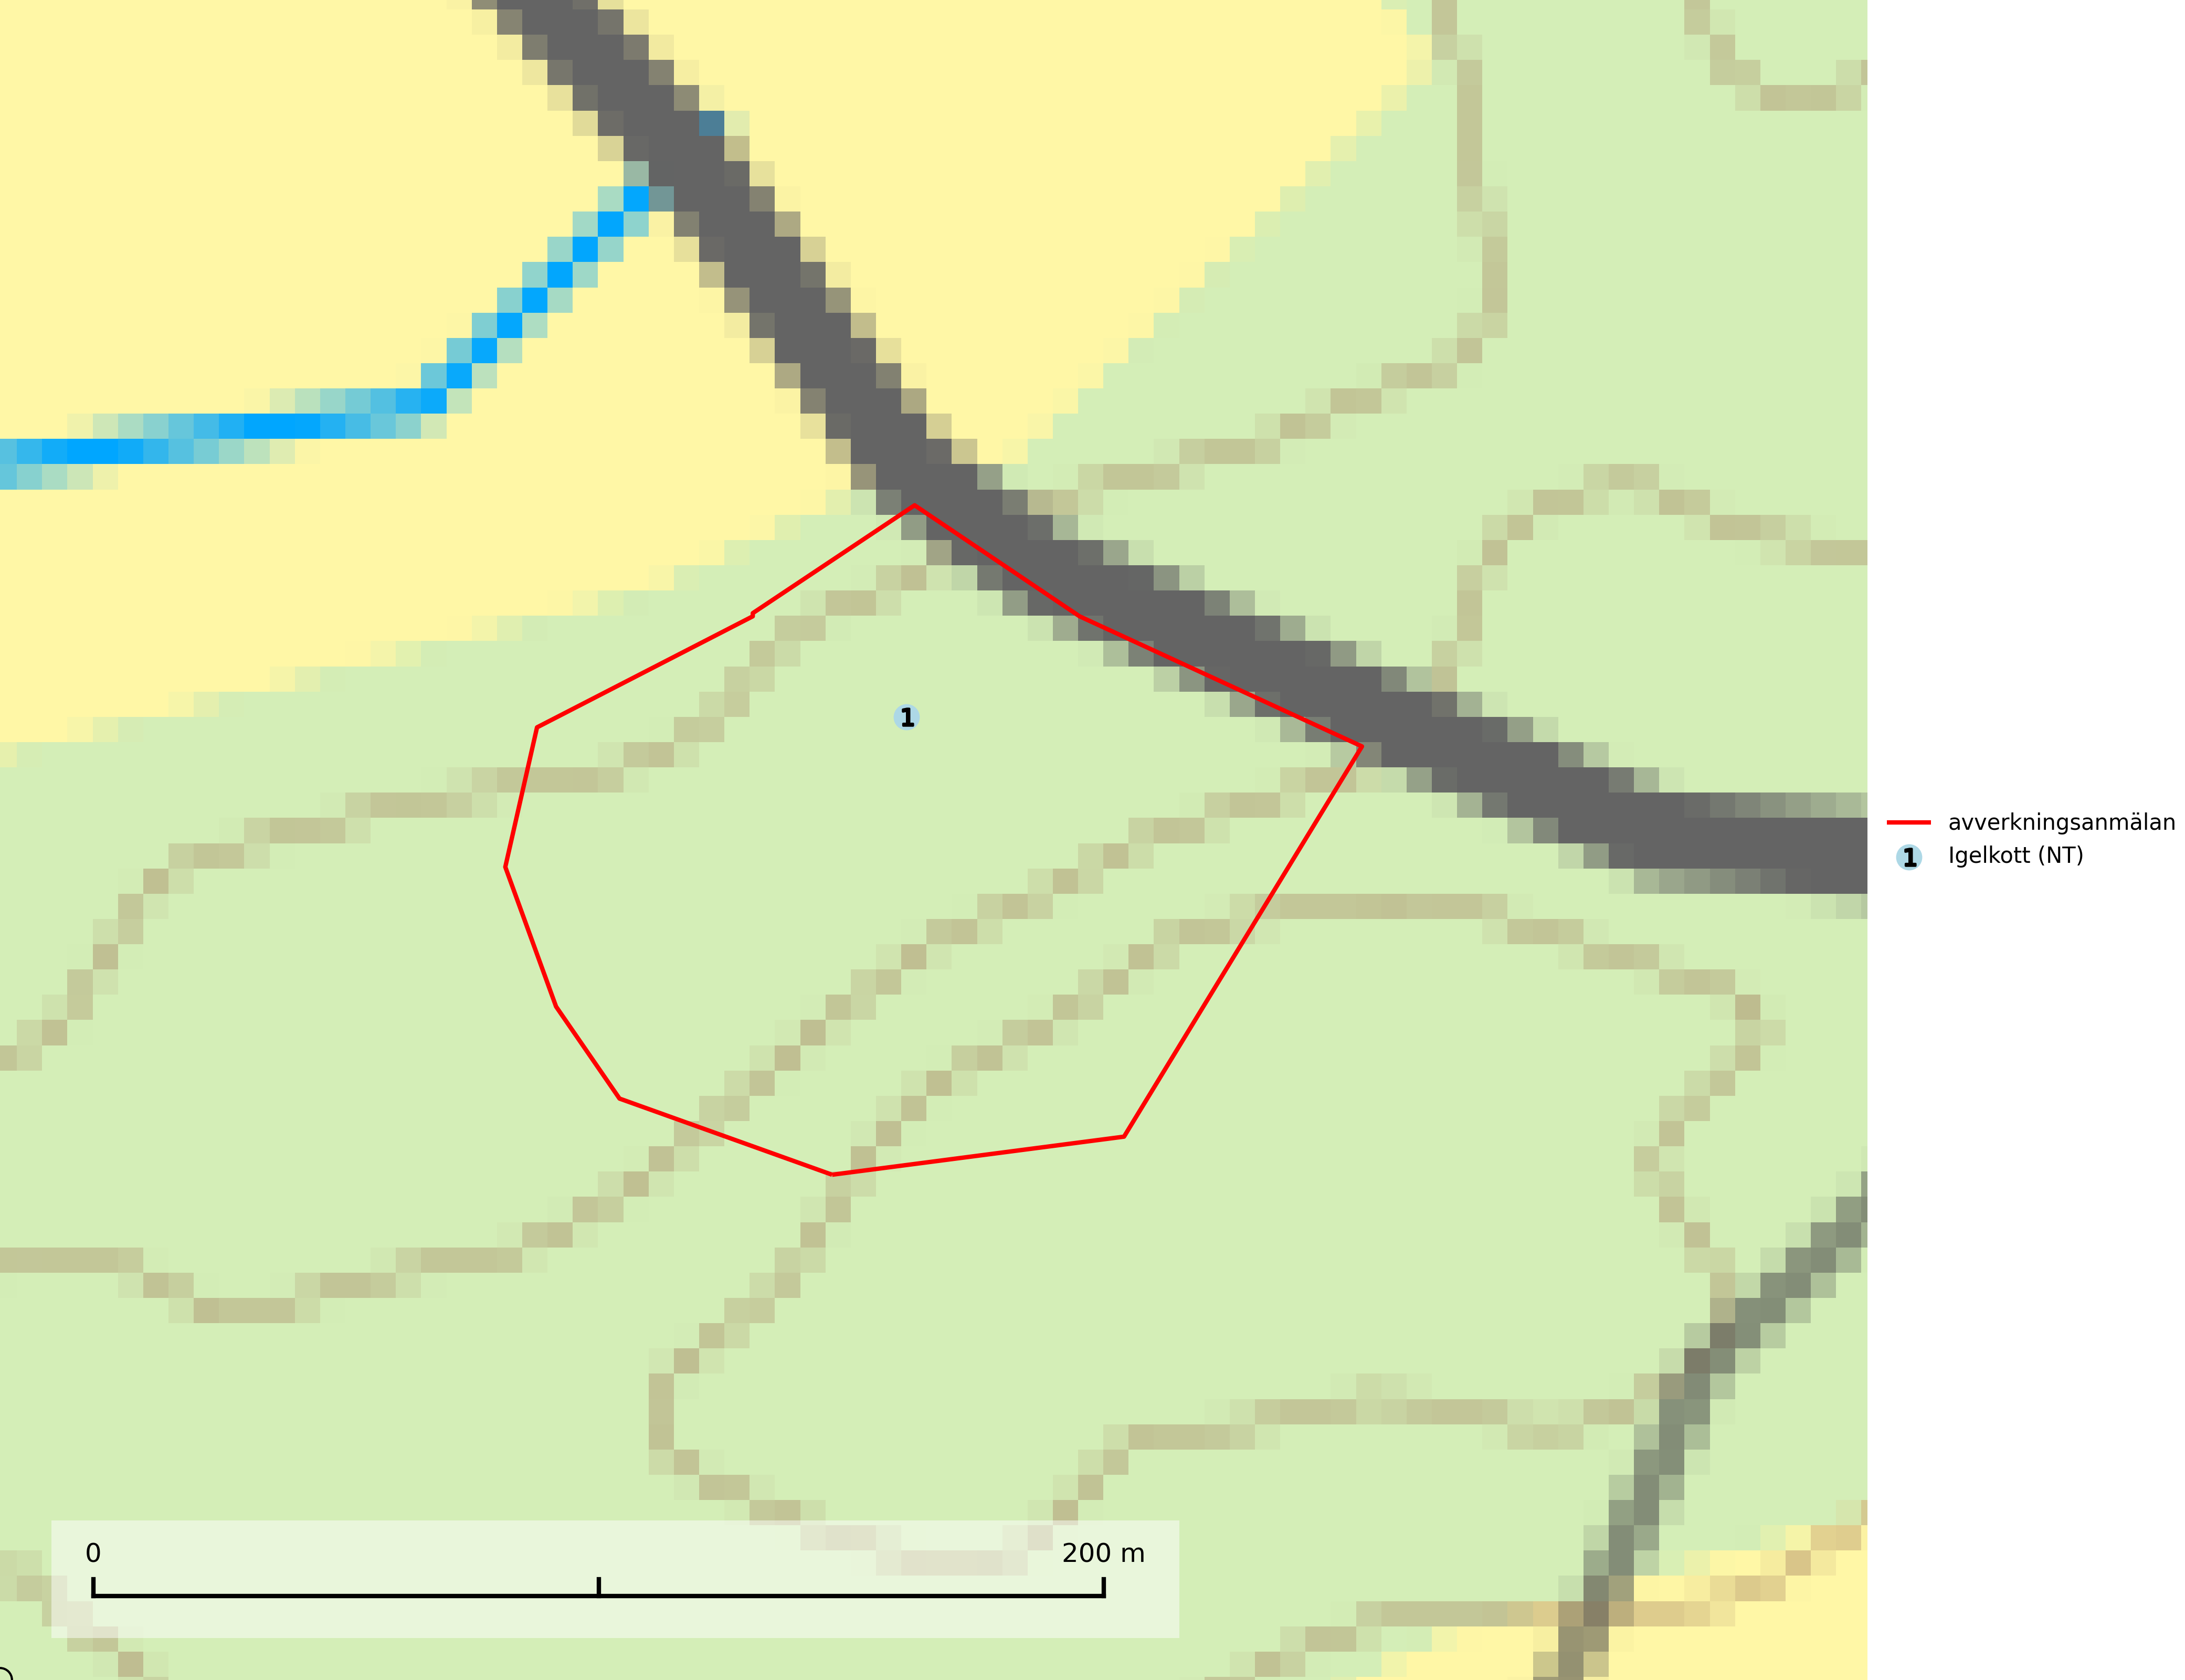 1
avverkningsanmälan
1 Igelkott (NT)
0 200 m